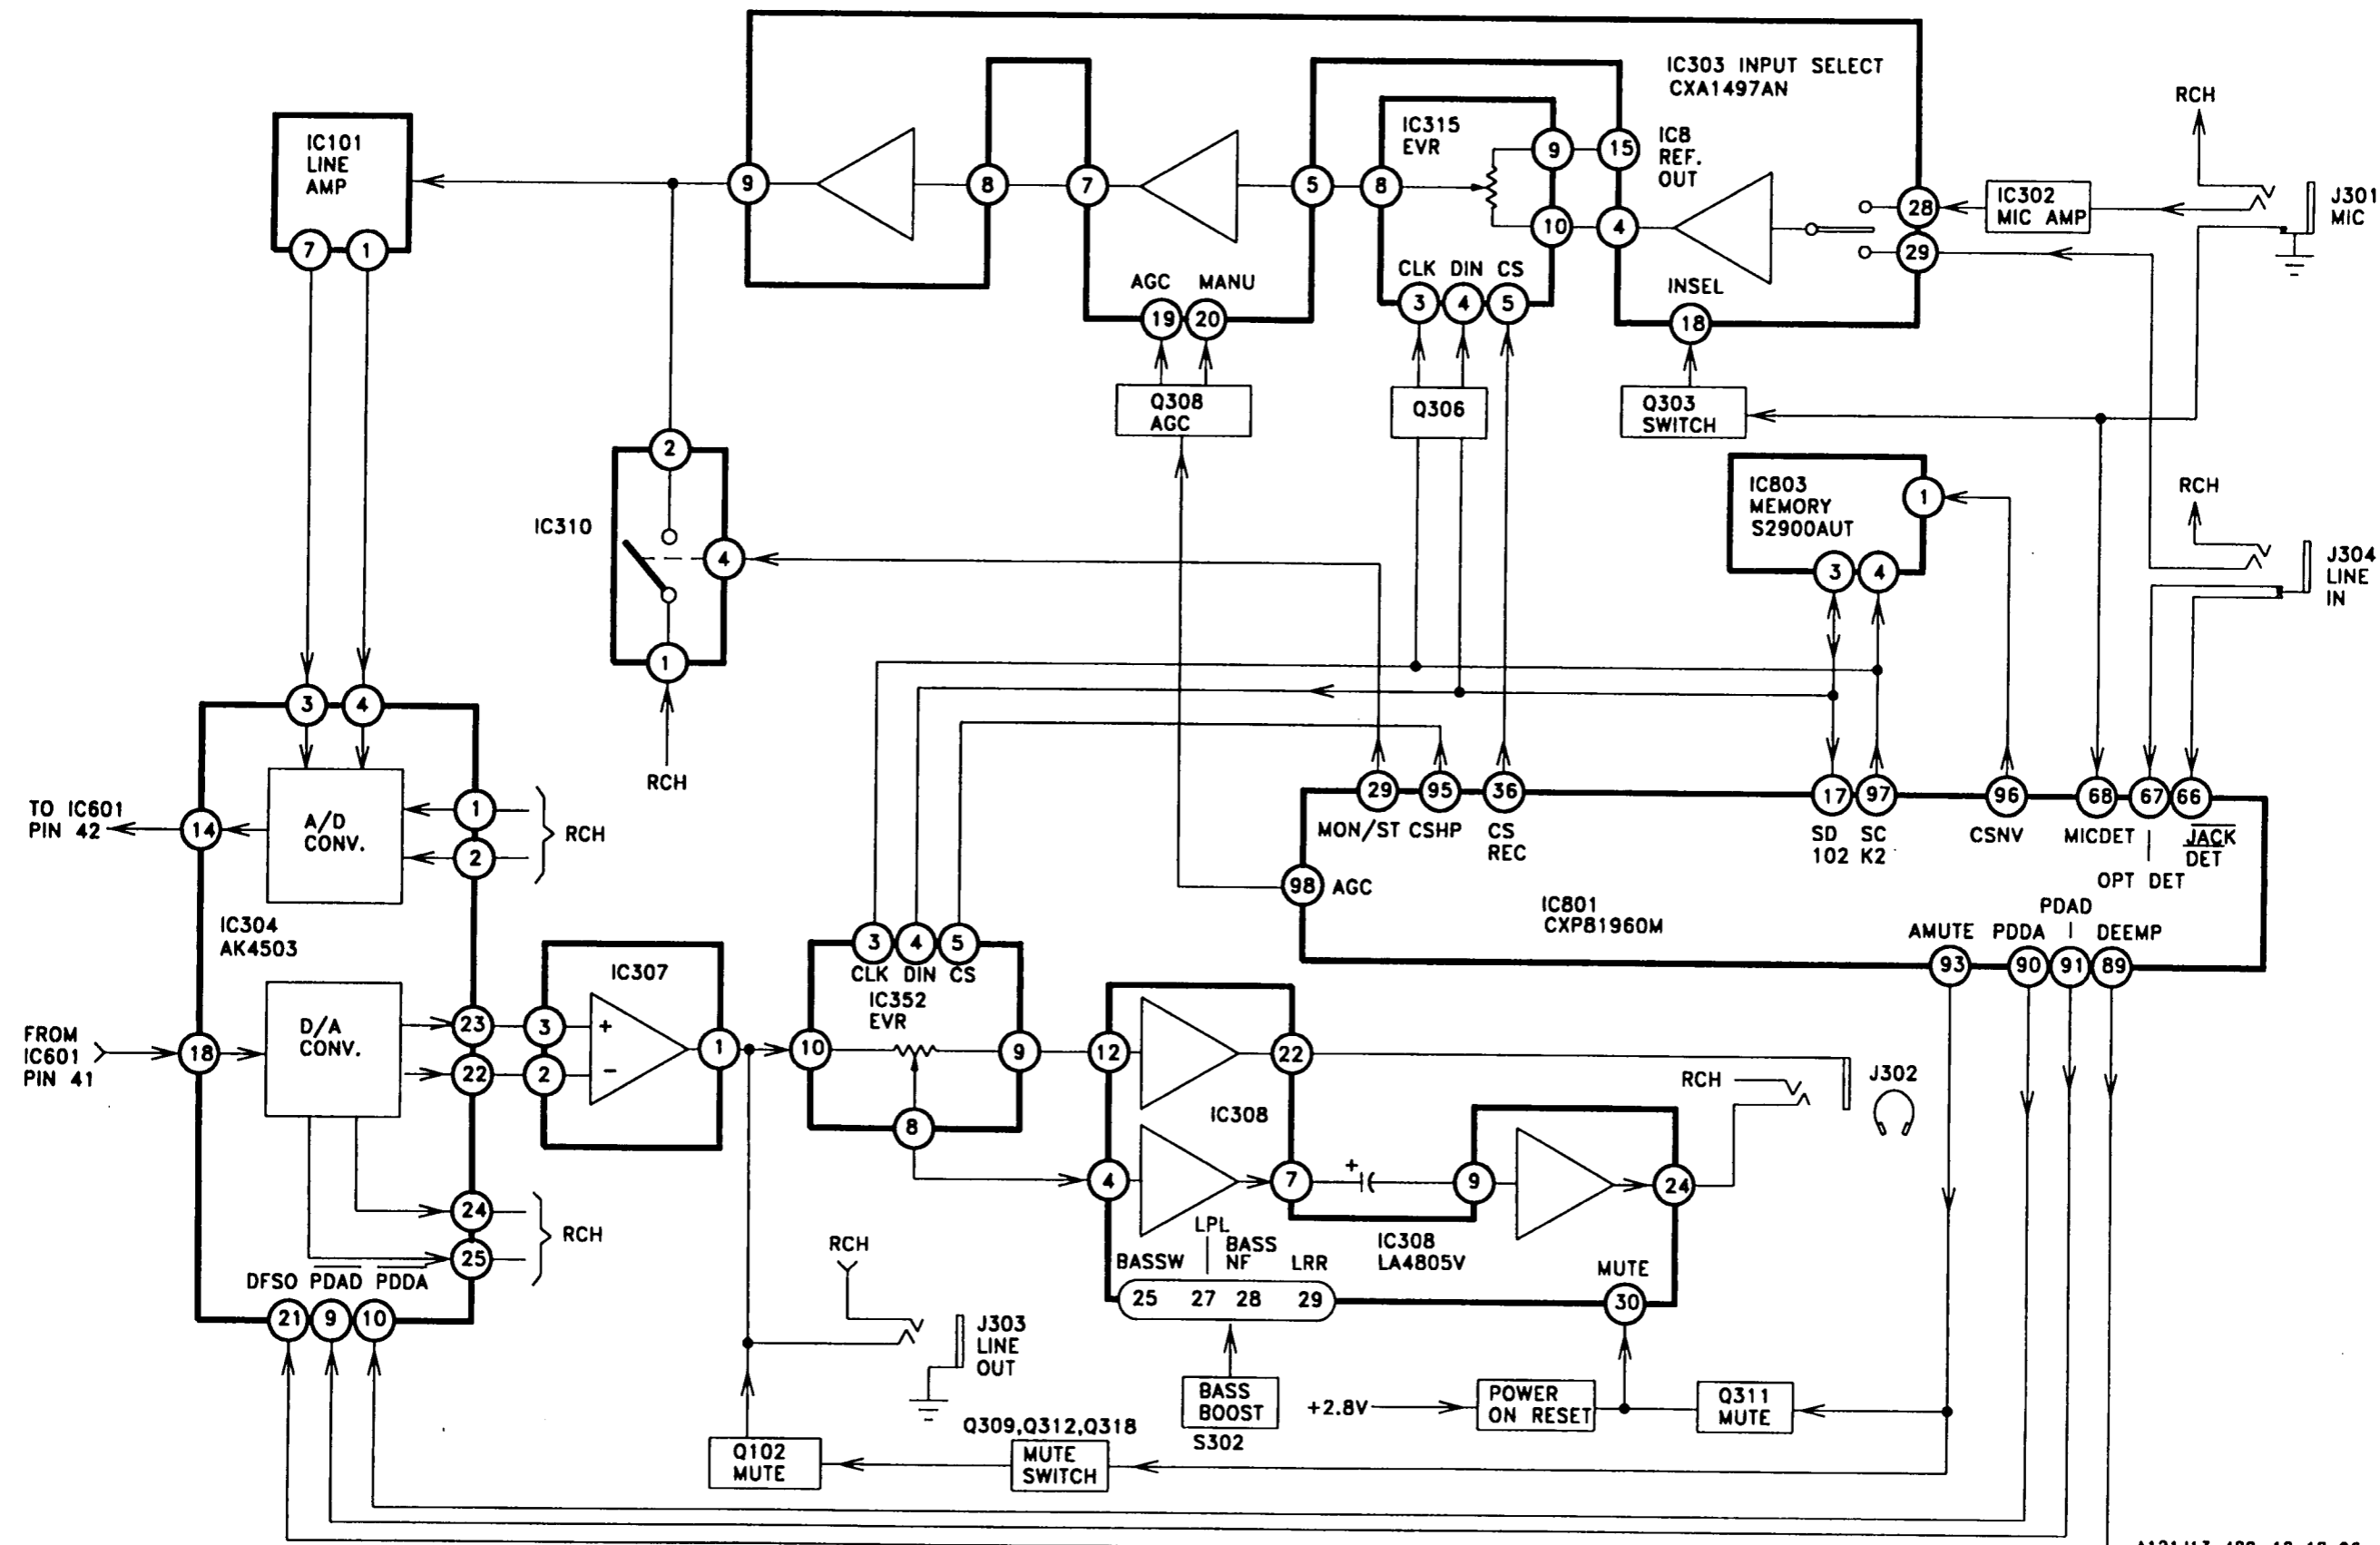 IC303 INPUT SELECT
CXA1497AN
RCH
IC101
LINE
AMP
IC315
EVR
IC8
REF.
OUT
9
15
9
8
7
5
8
10
4
28
29
IC302
MIC AMP
J301
MIC
7
1
AGC
MANU
CLK
DIN
CS
INSEL
19
20
3
4
5
18
Q308
AGC
Q306
Q303
SWITCH
2
IC310
4
1
RCH
IC803
MEMORY
S2900AUT
1
3
4
RCH
J304
LINE
IN
3
4
TO IC601
PIN 42
14
A/D
CONV.
1
2
RCH
29
95
36
17
97
96
68
67
66
MON/ST
CSHP
CS
REC
SD
102
SC
K2
CSNV
MICDET
JACK
DET
OPT DET
98
AGC
IC801
CXP81960M
AMUTE
PDDA
PDAD
DEEMP
93
90
91
89
IC304
AK4503
IC307
3
4
5
CLK
DIN
CS
IC352
EVR
FROM
IC601
PIN 41
18
D/A
CONV.
23
22
3
2
+
-
1
10
9
8
12
22
IC308
4
7
+
9
24
RCH
J302
24
25
RCH
DFSO
PDAD
PDDA
21
9
10
RCH
J303
LINE
OUT
BASSW
LPL
BASS
NF
LRR
25
27
28
29
IC308
LA4805V
MUTE
30
BASS
BOOST
S302
+2.8V
POWER
ON RESET
Q311
MUTE
Q309,Q312,Q318
MUTE
SWITCH
Q102
MUTE